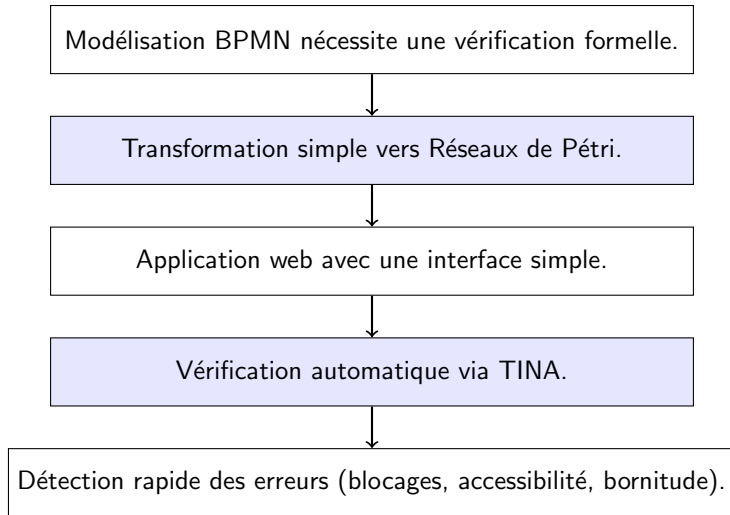 Modélisation BPMN nécessite une vérification formelle.
Transformation simple vers Réseaux de Pétri.
Application web avec une interface simple.
Vérification automatique via TINA.
Détection rapide des erreurs (blocages, accessibilité, bornitude).